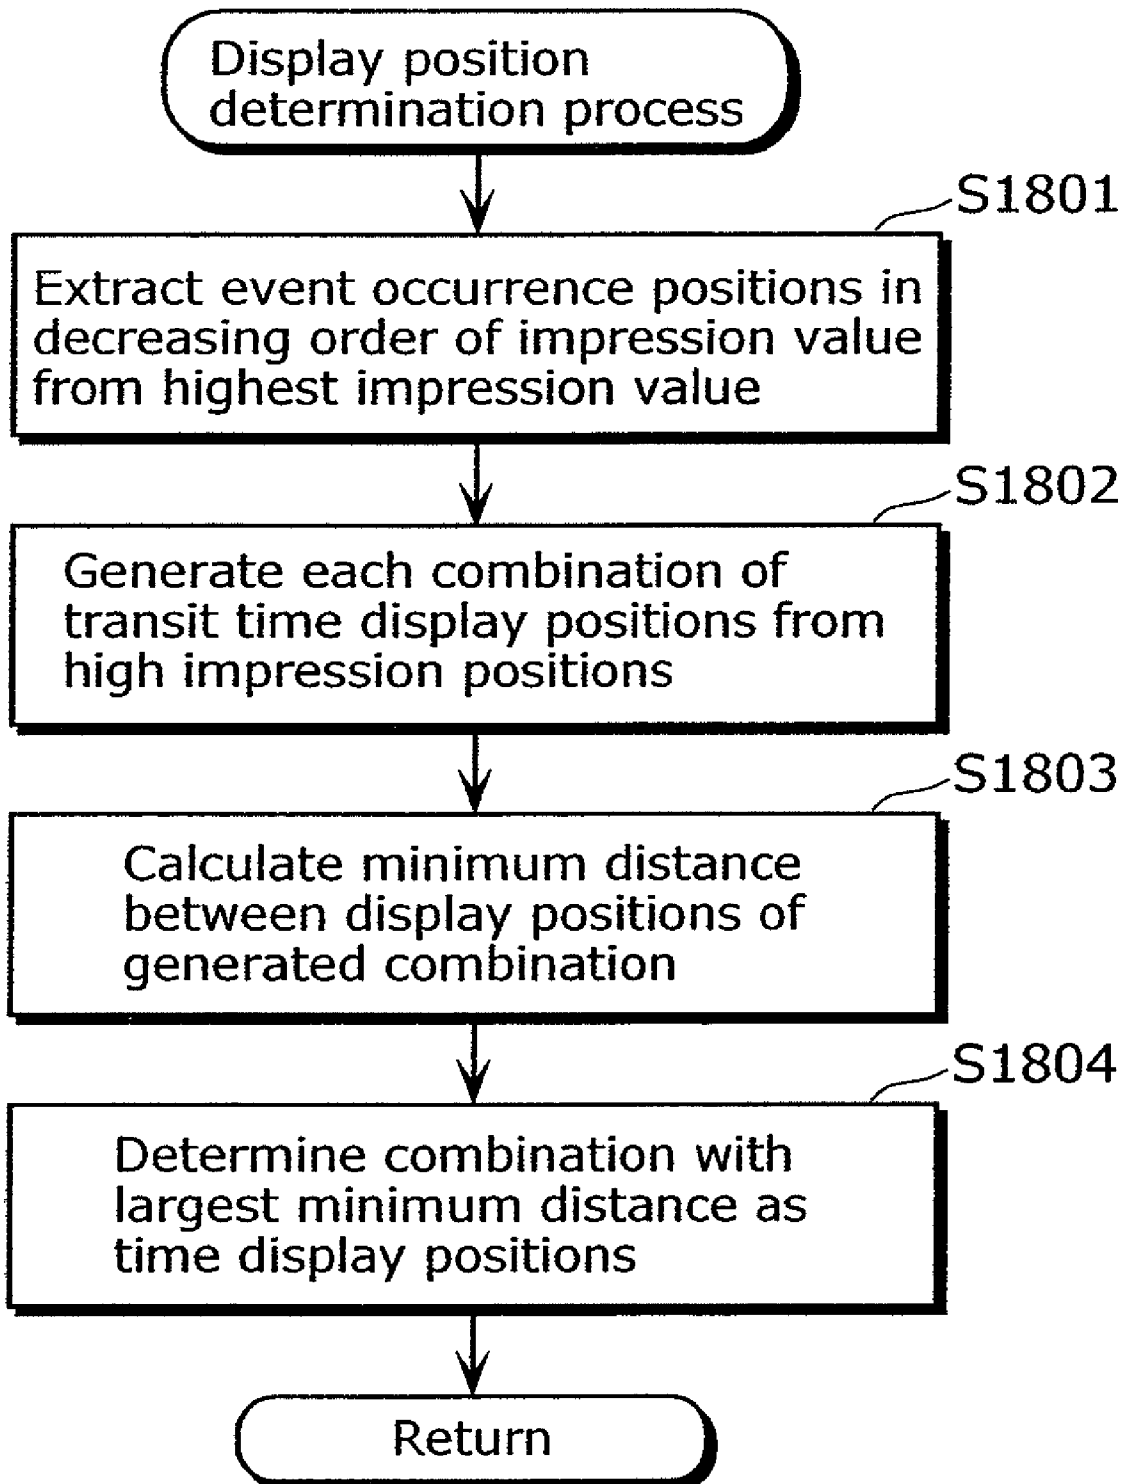 Display position
determination process
S1801
Extract event occurrence positions in
decreasing order of impression value
from highest impression value
S1802
Generate each combination of
transit time display positions from
high impression positions
S1803
Calculate minimum distance
between display positions of
generated combination
S1804
Determine combination with
largest minimum distance as
time display positions
Return